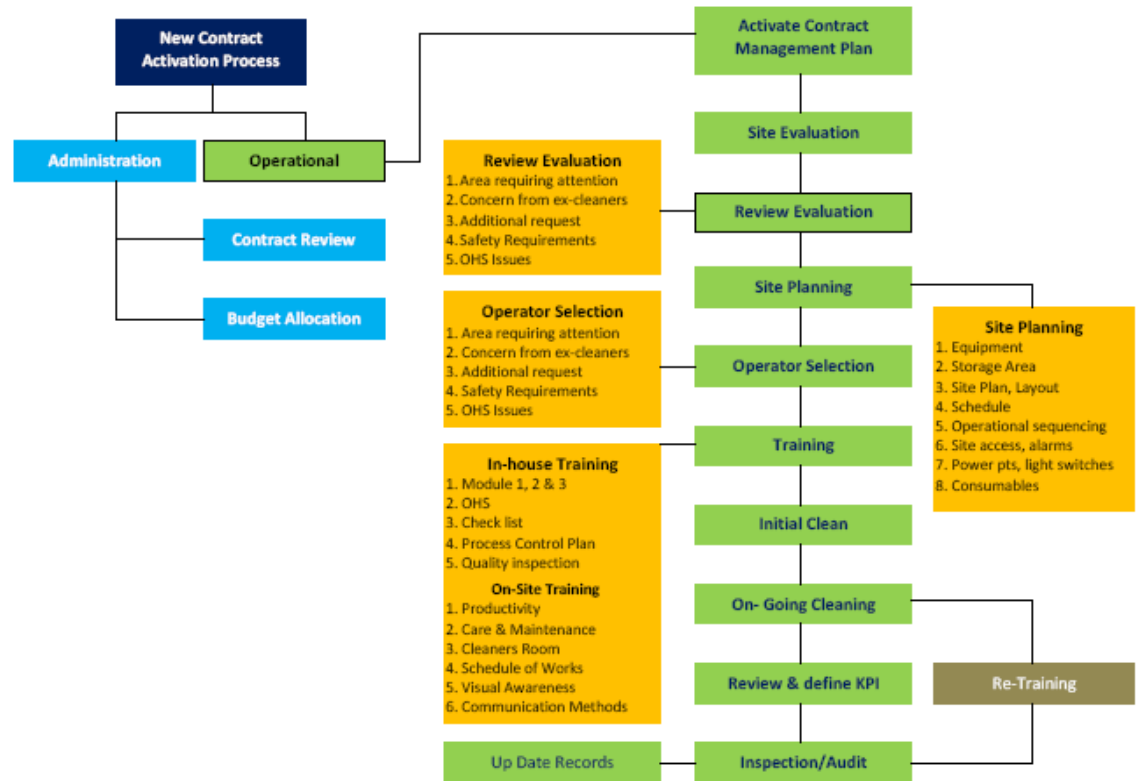 New Contract
Activation Process
Administration
Operational
Contract Review
Budget Allocation
Activate Contract
Management Plan
Site Evaluation
Review Evaluation
1. Area requiring attention
2. Concern from ex-cleaners
3. Additional request
4. Safety Requirements
5. OHS Issues
Review Evaluation
Site Planning
Site Planning
1. Equipment
2. Storage Area
3. Site Plan, Layout
4. Schedule
5. Operational sequencing
6. Site access, alarms
7. Power pts, light switches
8. Consumables
Operator Selection
1. Area requiring attention
2. Concern from ex-cleaners
3. Additional request
4. Safety Requirements
5. OHS Issues
Operator Selection
Training
In-house Training
1. Module 1, 2 & 3
2. OHS
3. Check list
4. Process Control Plan
5. Quality inspection
On-Site Training
1. Productivity
2. Care & Maintenance
3. Cleaners Room
4. Schedule of Works
5. Visual Awareness
6. Communication Methods
Initial Clean
On- Going Cleaning
Review & define KPI
Re-Training
Up Date Records
Inspection/Audit